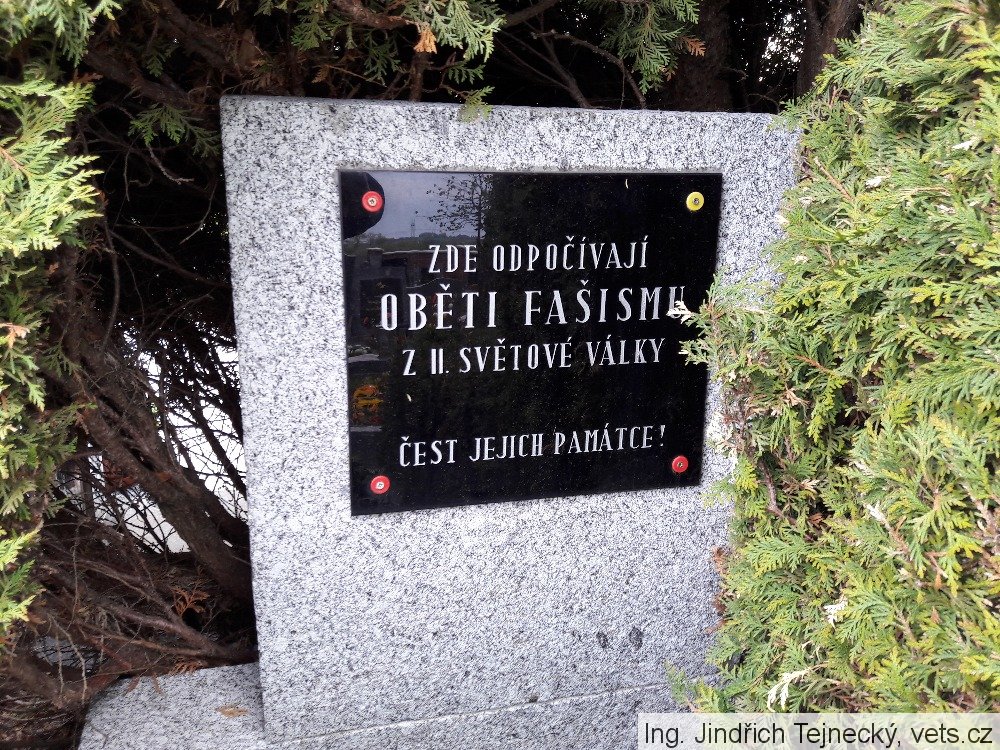 ZDE ODPOČÍVAJÍ
OBĚTI FAŠISMU
Z II. SVĚTOVÉ VÁLKY
ČEST JEJICH PAMÁTCE!
Ing. Jindřich Tejnecký, vets.cz